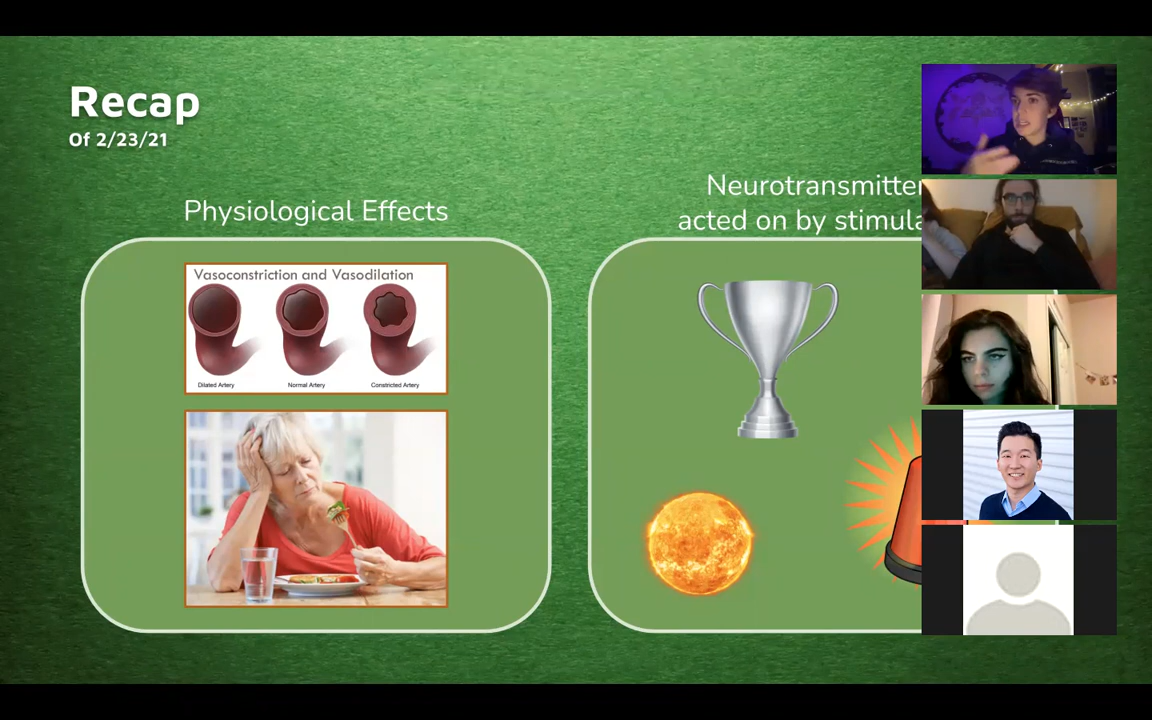 Recap
Of 2/23/21
Physiological Effects
Neurotransmitter
acted on by stimula
Vasoconstriction and Vasodilation
Dilated Artery
Normal Artery
Constricted Artery